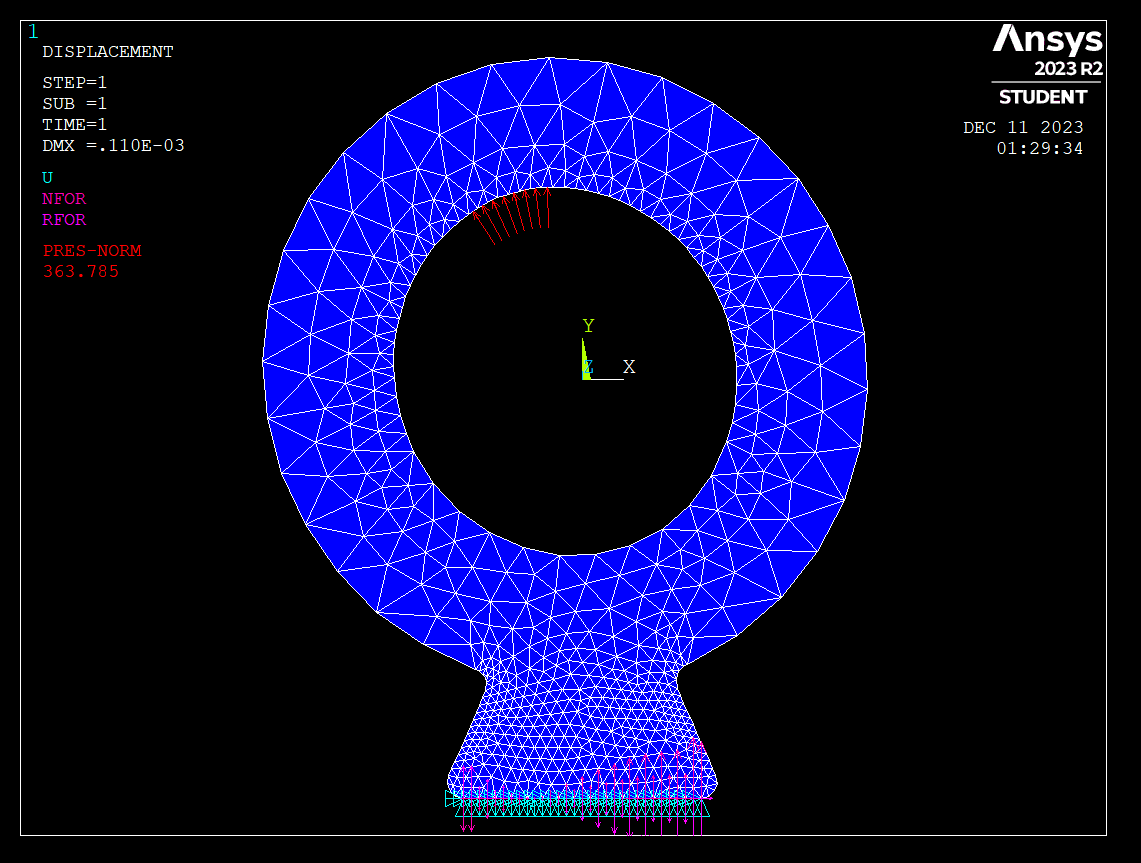 1
DISPLACEMENT
STEP=1
SUB =1
TIME=1
DMX =.110E-03
U
NFOR
RFOR
PRES-NORM
363.785
Ansys
2023 R2
STUDENT
DEC 11 2023
01:29:34
Y
Z
X